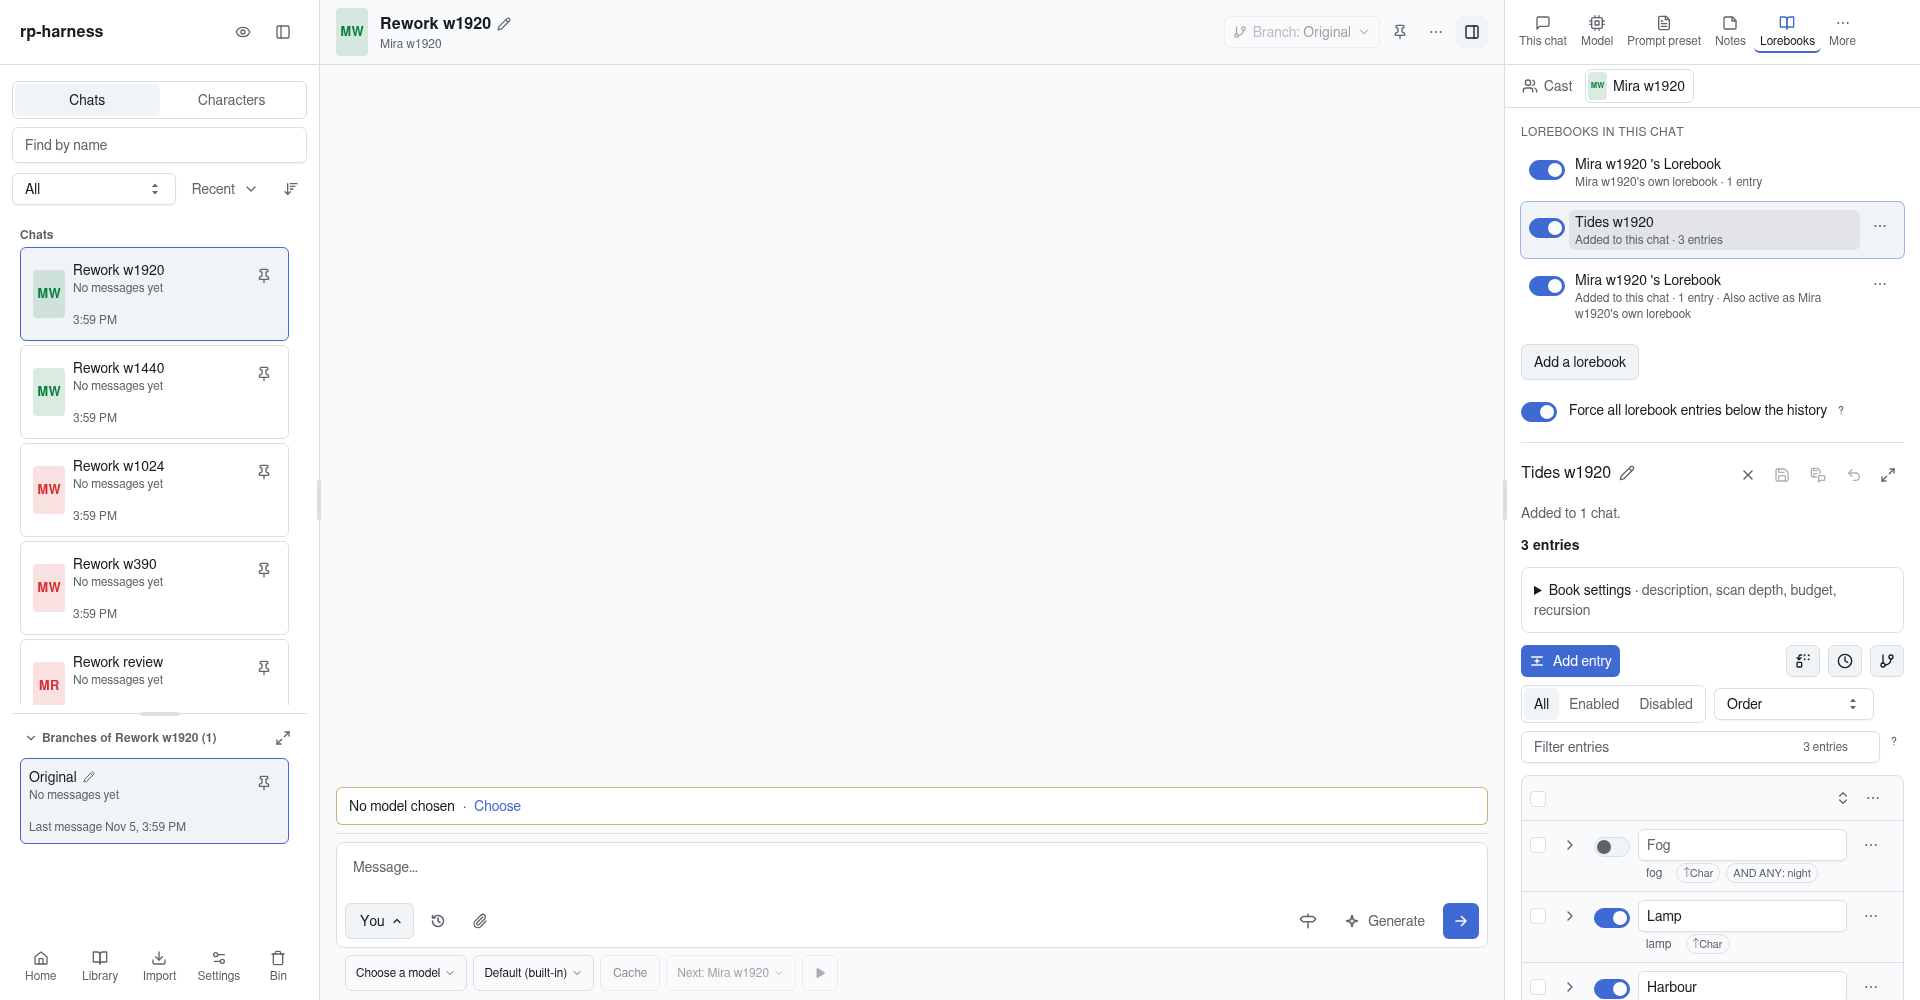 rp-harness
Chats
Characters
Find by name
All
Recent
Chats
MW
Rework w1920
No messages yet
3:59 PM
MW
Rework w1440
No messages yet
3:59 PM
MW
Rework w1024
No messages yet
3:59 PM
MW
Rework w390
No messages yet
3:59 PM
MR
Rework review
No messages yet
Branches of Rework w1920 (1)
Original
No messages yet
Last message Nov 5, 3:59 PM
Home
Library
Import
Settings
Bin
MW
Rework w1920
Mira w1920
Branch: Original
No model chosen · Choose
Message...
You
Generate
Choose a model
Default (built-in)
Cache
Next: Mira w1920
This chat
Model
Prompt preset
Notes
Lorebooks
More
Cast
MW
Mira w1920
LOREBOOKS IN THIS CHAT
Mira w1920 's Lorebook
Mira w1920's own lorebook · 1 entry
Tides w1920
Added to this chat · 3 entries
Mira w1920 's Lorebook
Added to this chat · 1 entry · Also active as Mira
w1920's own lorebook
Add a lorebook
Force all lorebook entries below the history ?
Tides w1920
Added to 1 chat.
3 entries
Book settings · description, scan depth, budget,
recursion
Add entry
All
Enabled
Disabled
Order
Filter entries
3 entries
?
Fog
fog
↑Char
AND ANY: night
Lamp
lamp
↑Char
Harbour